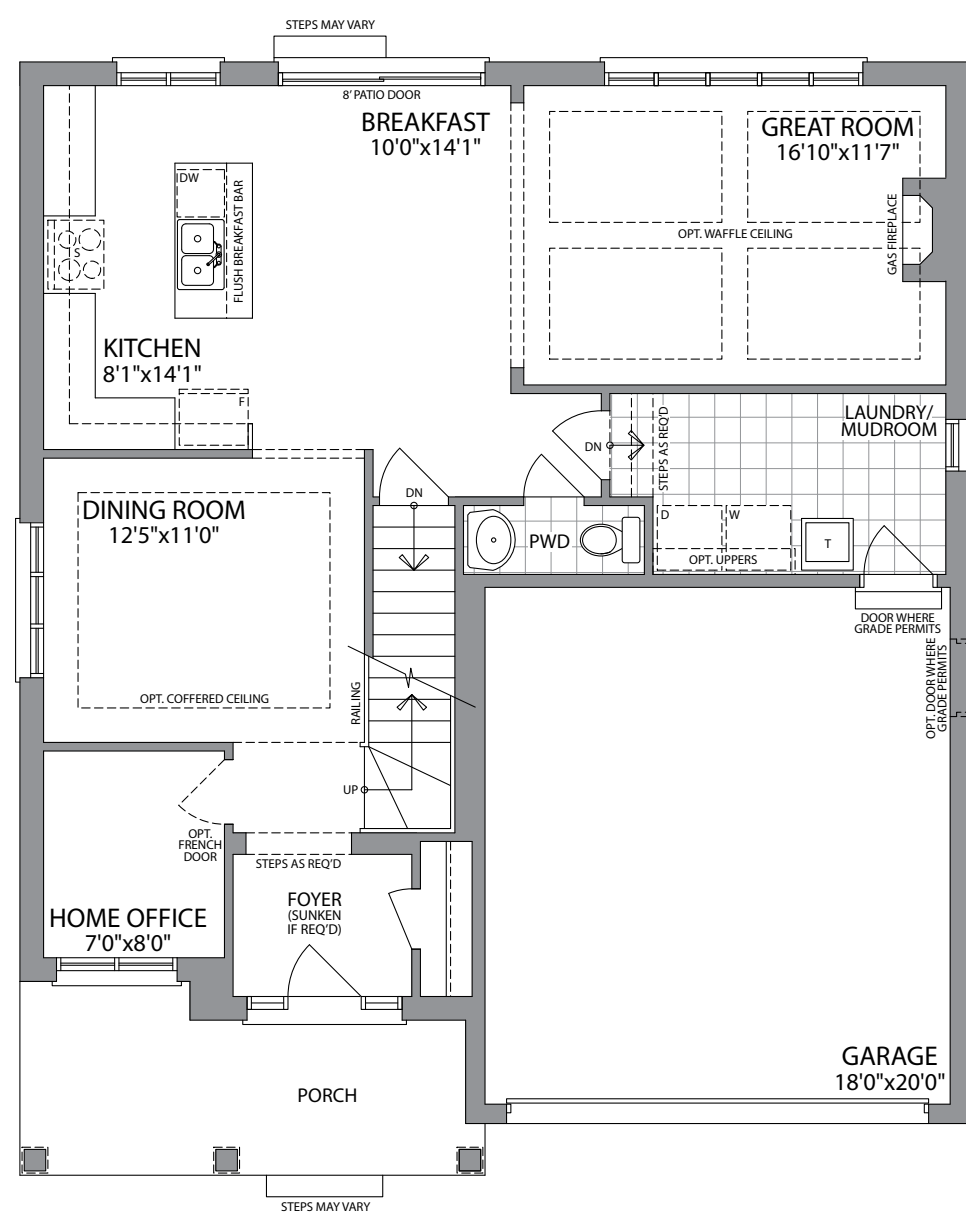 STEPS MAY VARY
8' PATIO DOOR
BREAKFAST
10'0"x14'1"
GREAT ROOM
16'10"x11'7"
DW
FLUSH BREAKFAST BAR
S
OPT. WAFFLE CEILING
GAS FIREPLACE
KITCHEN
8'1"x14'1"
F
LAUNDRY/
MUDROOM
DN
STEPS AS REQ'D
DINING ROOM
12'5"x11'0"
DN
PWD
D
W
T
OPT. UPPERS
DOOR WHERE
GRADE PERMITS
OPT. DOOR WHERE
GRADE PERMITS
OPT. COFFERED CEILING
RAILING
UP
OPT.
FRENCH
DOOR
STEPS AS REQ'D
FOYER
(SUNKEN
IF REQ'D)
HOME OFFICE
7'0"x8'0"
GARAGE
18'0"x20'0"
PORCH
STEPS MAY VARY